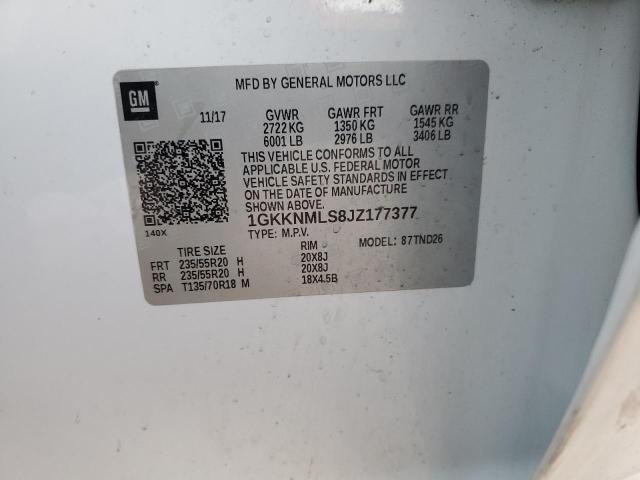 MFD BY GENERAL MOTORS LLC
GM
11/17 GVWR GAWR FRT GAWR RR
2722 KG 1350 KG 1545 KG
6001 LB 2976 LB 3406 LB
THIS VEHICLE CONFORMS TO ALL
APPLICABLE U.S. FEDERAL MOTOR
VEHICLE SAFETY STANDARDS IN EFFECT
ON THE DATE OF MANUFACTURE
SHOWN ABOVE.
1GKKNMLS8JZ177377
140X
TYPE: M.P.V. MODEL: 87TND26
TIRE SIZE RIM
FRT 235/55R20 H 20X8J
RR 235/55R20 H 20X8J
SPA T135/70R18 M 18X4.5B